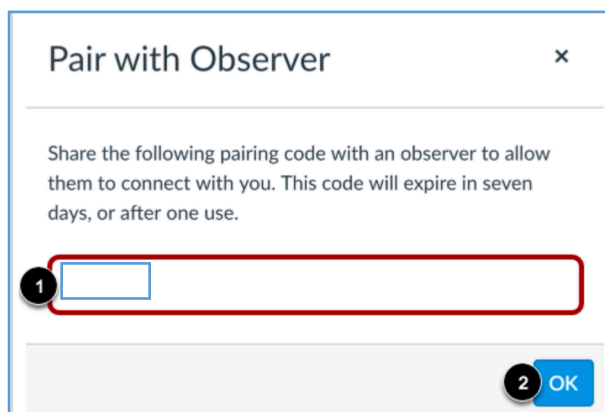 Pair with Observer ×
Share the following pairing code with an observer to allow
them to connect with you. This code will expire in seven
days, or after one use.
1
2 OK